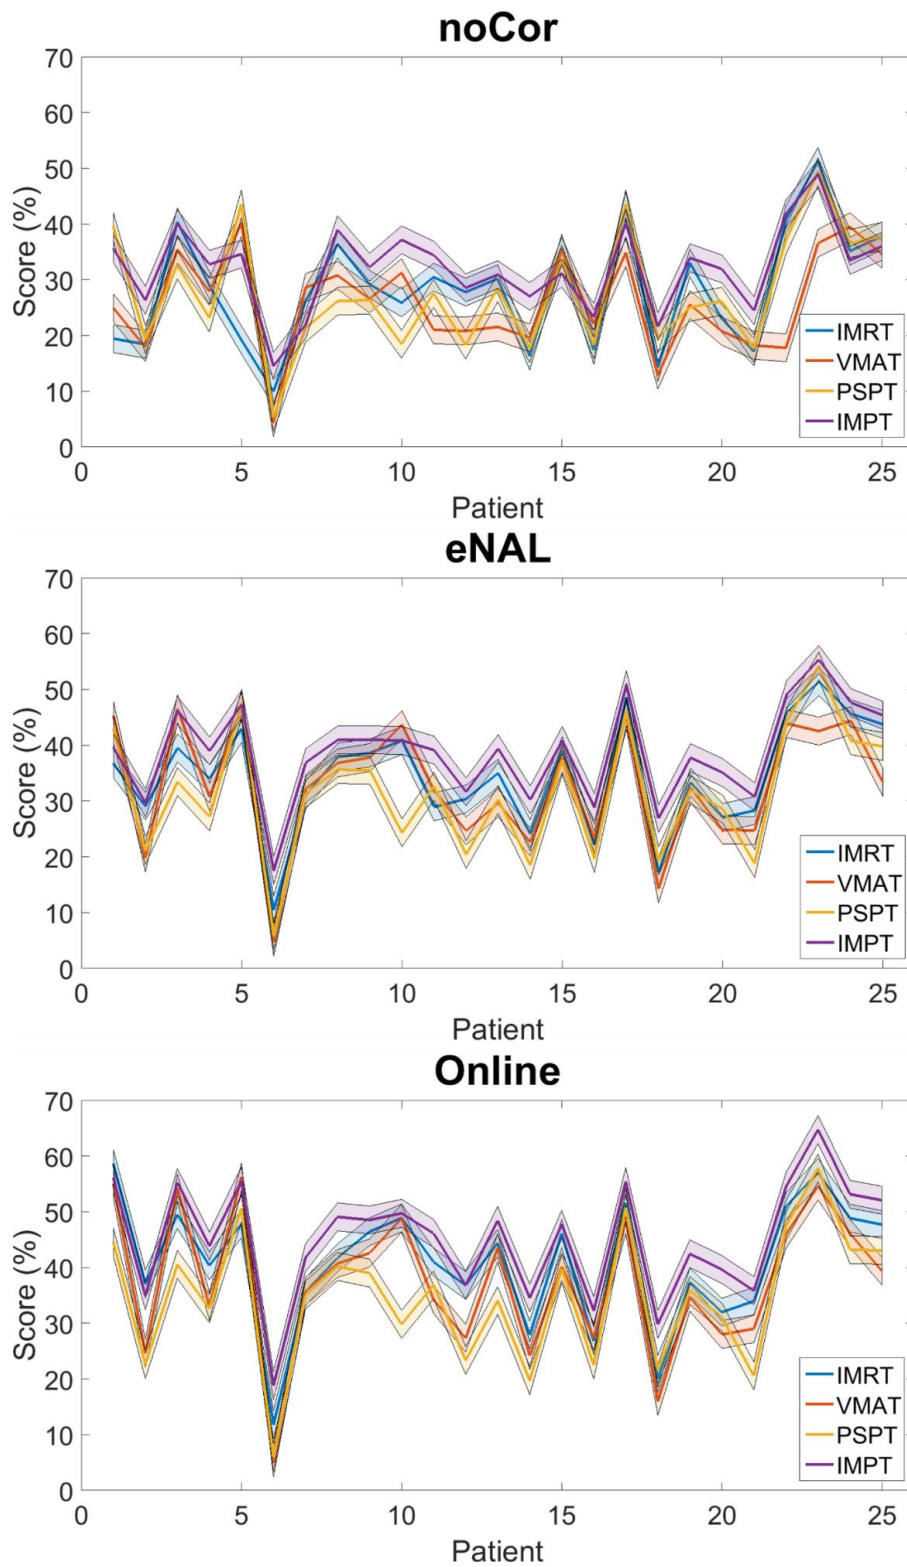 noCor
70
60
50
40
30
20
10
0
Score (%)
0 5 10 15 20 25
Patient
IMRT
VMAT
PSPT
IMPT
eNAL
70
60
50
40
30
20
10
0
Score (%)
0 5 10 15 20 25
Patient
IMRT
VMAT
PSPT
IMPT
Online
70
60
50
40
30
20
10
0
Score (%)
0 5 10 15 20 25
Patient
IMRT
VMAT
PSPT
IMPT